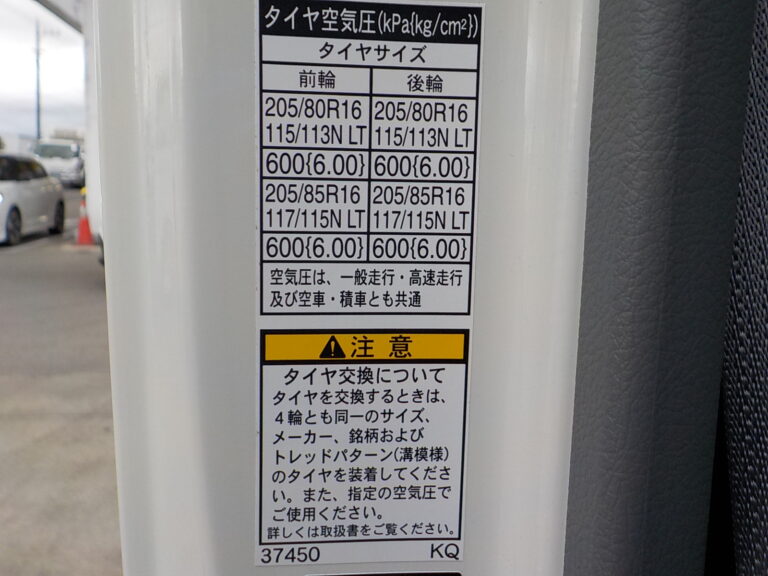 タイヤ空気圧(kPa{kg/cm²})
タイヤサイズ
前輪 後輪
205/80R16 205/80R16
115/113N LT 115/113N LT
600{6.00} 600{6.00}
205/85R16 205/85R16
117/115N LT 117/115N LT
600{6.00} 600{6.00}
空気圧は、一般走行・高速走行
及び空車・積車とも共通
注意
タイヤ交換について
タイヤを交換するときは、
4輪とも同一のサイズ、
メーカー、銘柄および
トレッドパターン(溝模様)
のタイヤを装着してくださ
い。また、指定の空気圧で
ご使用ください。
詳しくは取扱書をご覧ください。
37450 KQ